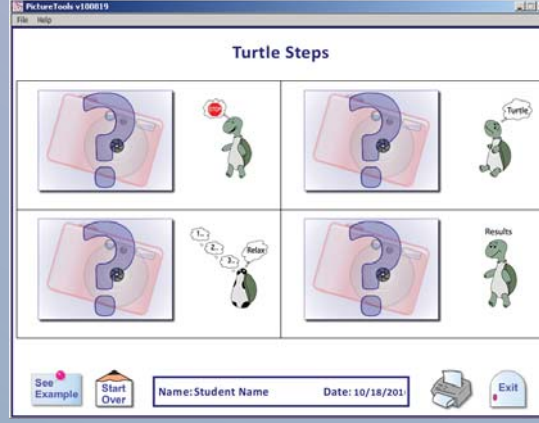 PictureTools v100819
File Help
Turtle Steps
STOP
Turtle
1..
2..
3..
Relax
Results
See
Example
Start
Over
Name: Student Name Date: 10/18/201
Exit